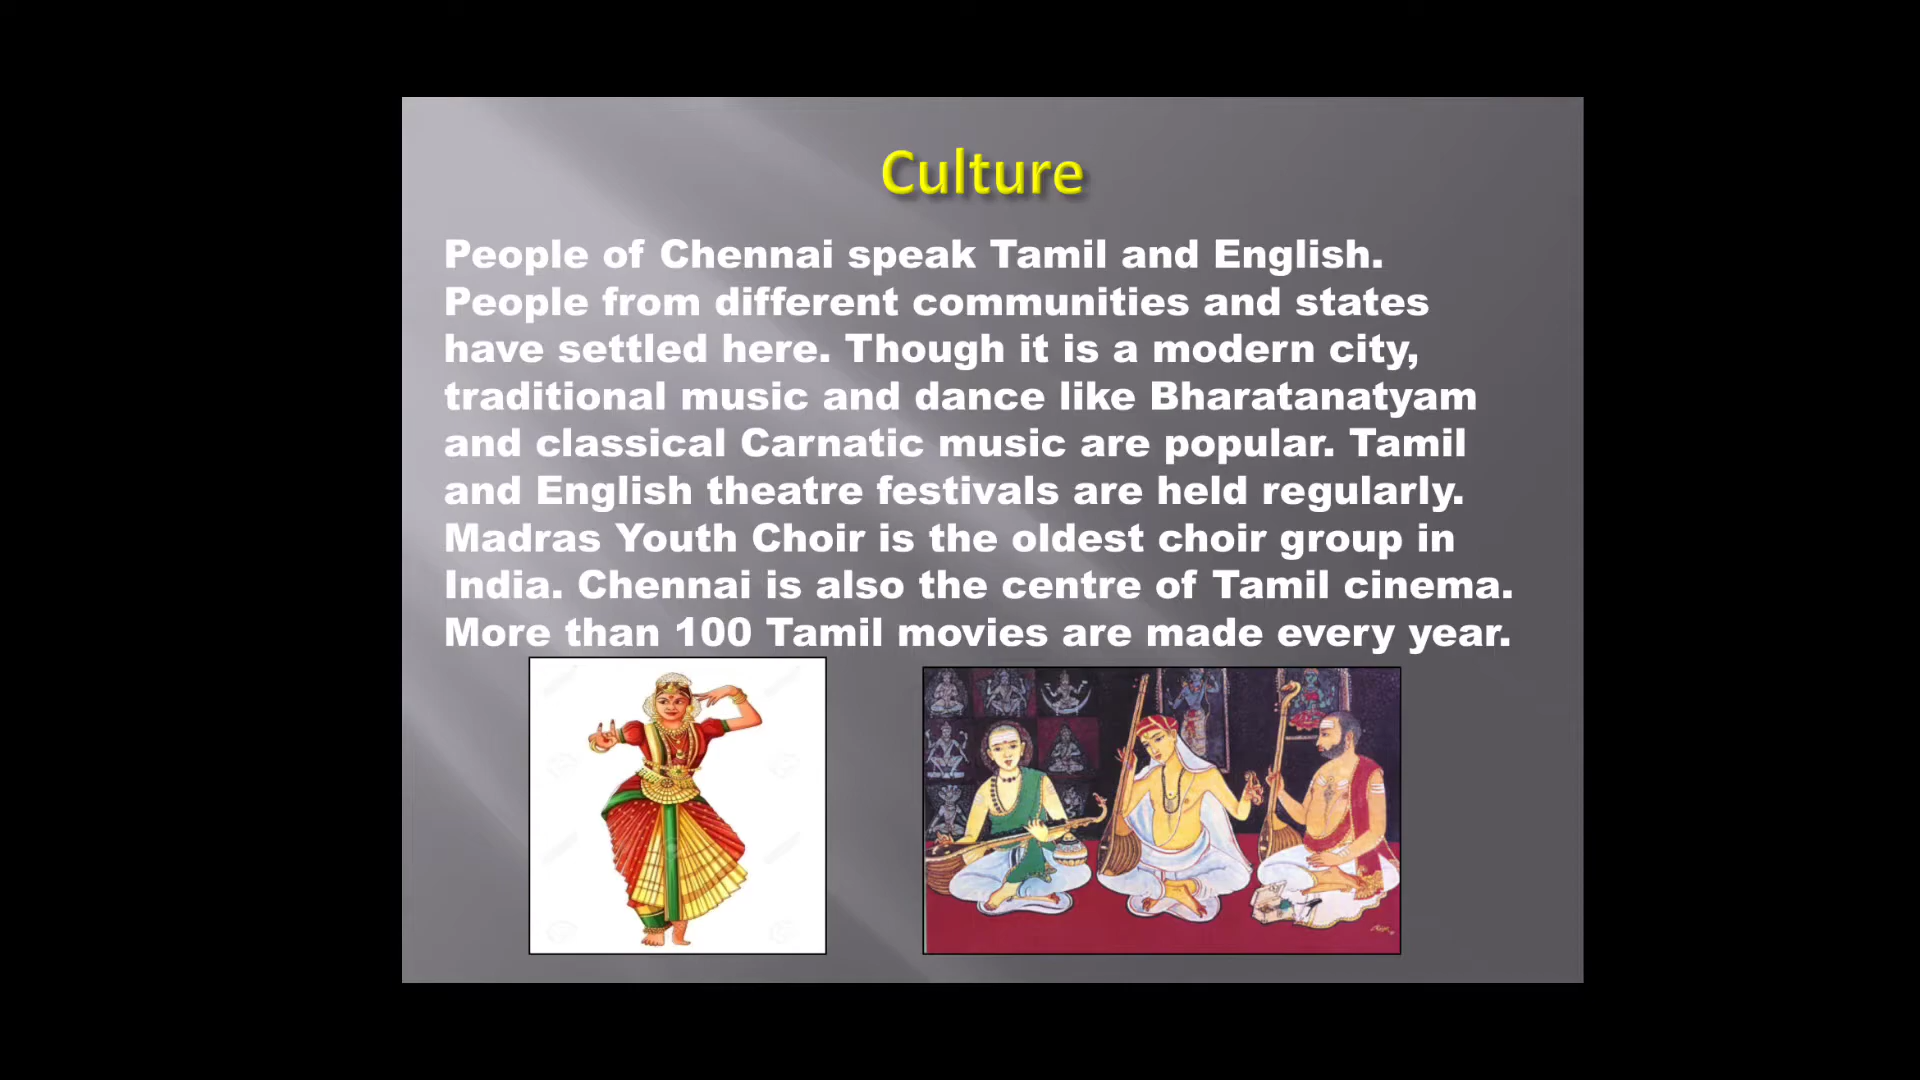 Culture
People of Chennai speak Tamil and English.
People from different communities and states
have settled here. Though it is a modern city,
traditional music and dance like Bharatanatyam
and classical Carnatic music are popular. Tamil
and English theatre festivals are held regularly.
Madras Youth Choir is the oldest choir group in
India. Chennai is also the centre of Tamil cinema.
More than 100 Tamil movies are made every year.